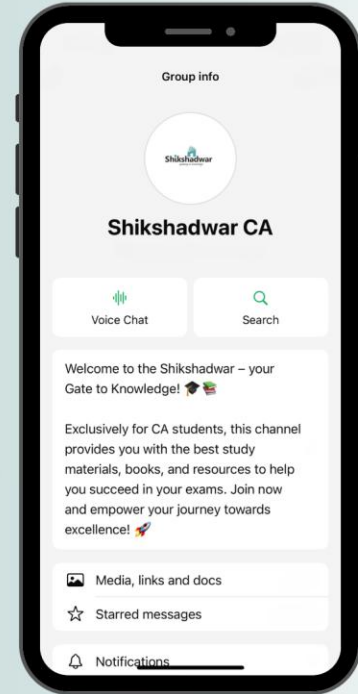 Group info
Shikshadwar
Shikshadwar CA
Voice Chat
Search
Welcome to the Shikshadwar – your
Gate to Knowledge! 🎓📚
Exclusively for CA students, this channel
provides you with the best study
materials, books, and resources to help
you succeed in your exams. Join now
and empower your journey towards
excellence! 🚀
Media, links and docs
Starred messages
Notifications